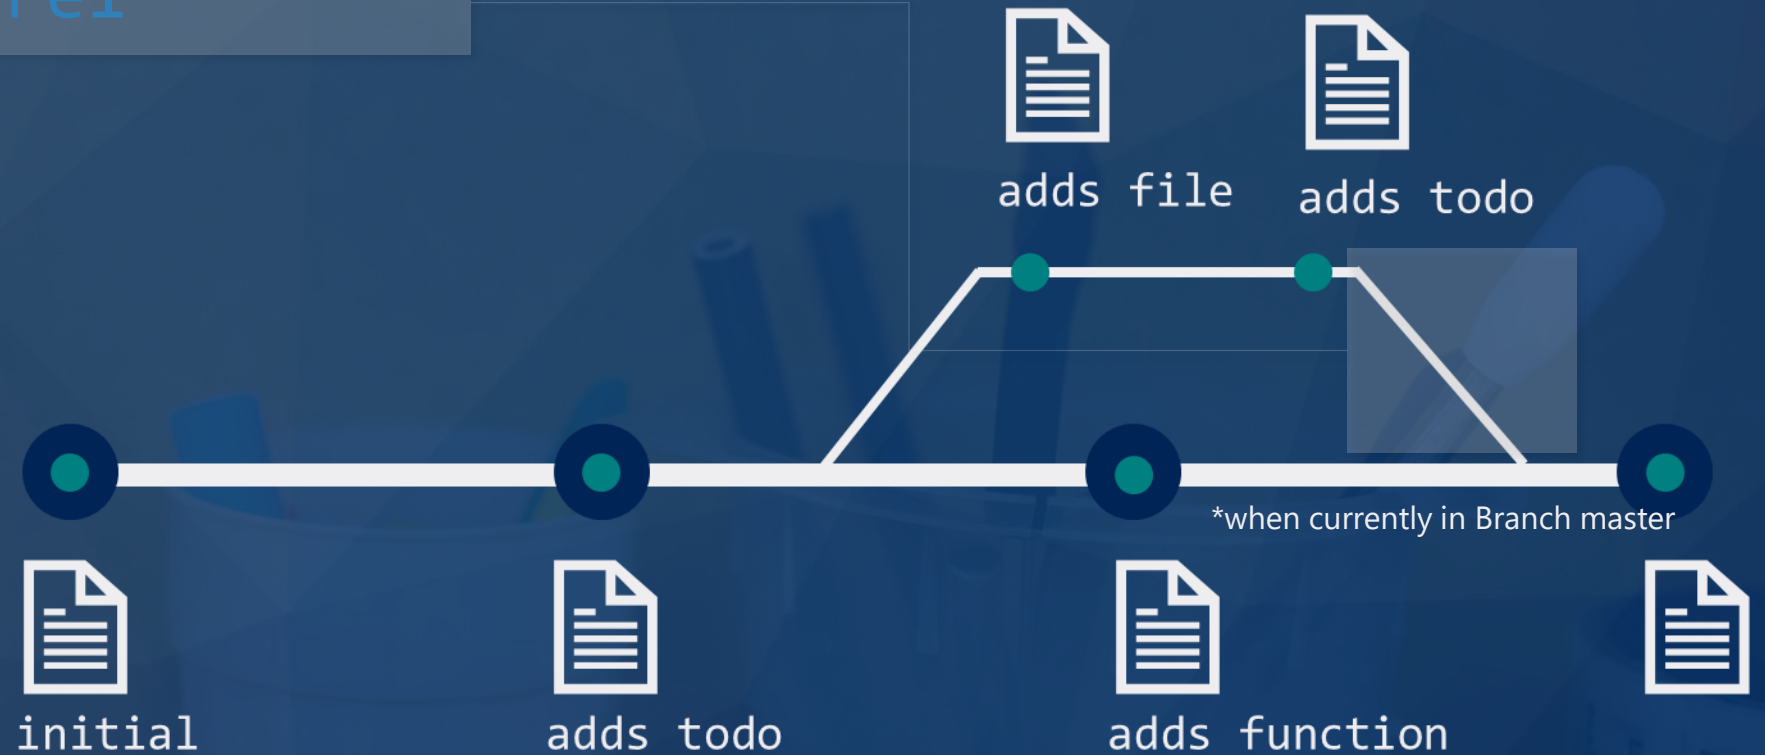 adds file
adds todo
*when currently in Branch master
initial
adds todo
adds function